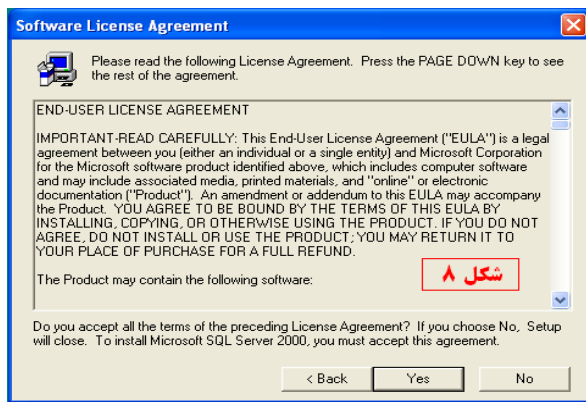 Software License Agreement
Please read the following License Agreement. Press the PAGE DOWN key to see
the rest of the agreement.
END-USER LICENSE AGREEMENT
IMPORTANT-READ CAREFULLY: This End-User License Agreement ("EULA") is a legal
agreement between you (either an individual or a single entity) and Microsoft Corporation
for the Microsoft software product identified above, which includes computer software
and may include associated media, printed materials, and "online" or electronic
documentation ("Product"). An amendment or addendum to this EULA may accompany
the Product. YOU AGREE TO BE BOUND BY THE TERMS OF THIS EULA BY
INSTALLING, COPYING, OR OTHERWISE USING THE PRODUCT. IF YOU DO NOT
AGREE, DO NOT INSTALL OR USE THE PRODUCT; YOU MAY RETURN IT TO
YOUR PLACE OF PURCHASE FOR A FULL REFUND.
The Product may contain the following software:
شکل ۸
Do you accept all the terms of the preceding License Agreement? If you choose No, Setup
will close. To install Microsoft SQL Server 2000, you must accept this agreement.
< Back Yes No